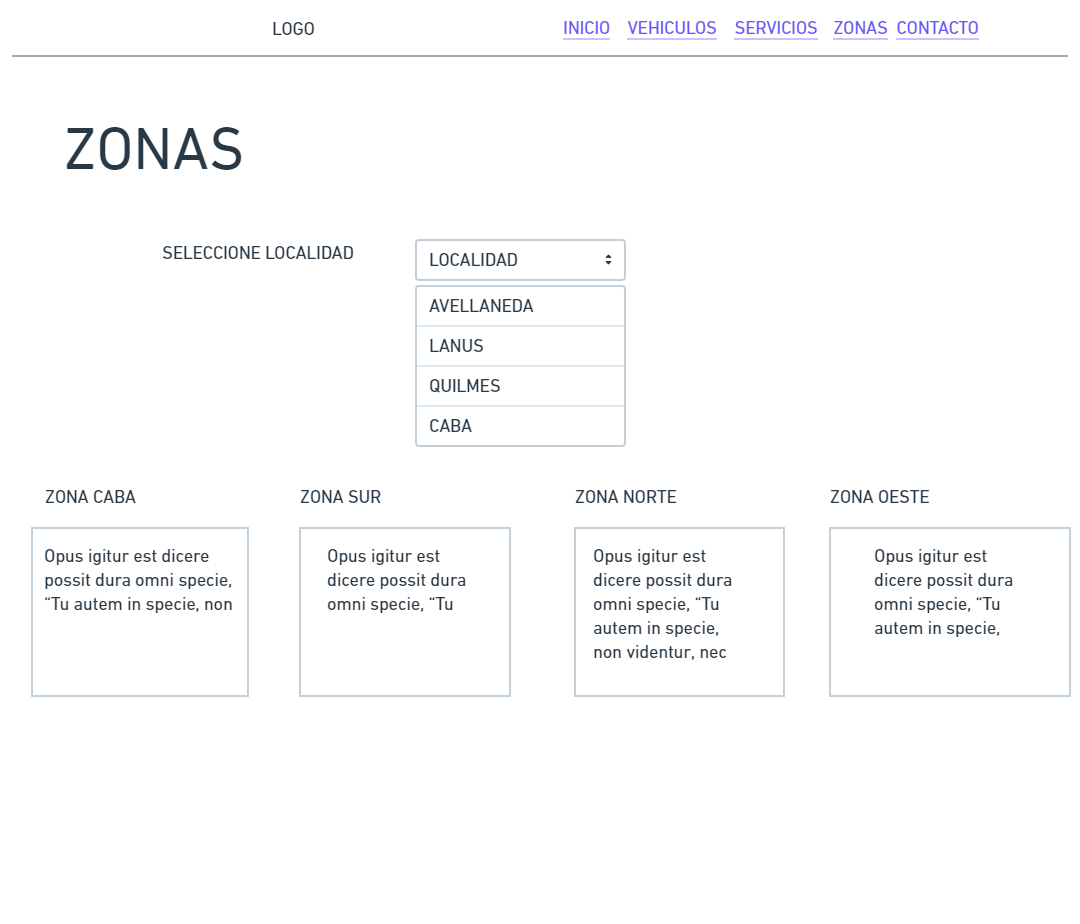 LOGO
INICIO VEHICULOS SERVICIOS ZONAS CONTACTO
ZONAS
SELECCIONE LOCALIDAD
LOCALIDAD
AVELLANEDA
LANUS
QUILMES
CABA
ZONA CABA
Opus igitur est dicere
possit dura omni specie,
“Tu autem in specie, non
ZONA SUR
Opus igitur est
dicere possit dura
omni specie, “Tu
ZONA NORTE
Opus igitur est
dicere possit dura
omni specie, “Tu
autem in specie,
non videntur, nec
ZONA OESTE
Opus igitur est
dicere possit dura
omni specie, “Tu
autem in specie,